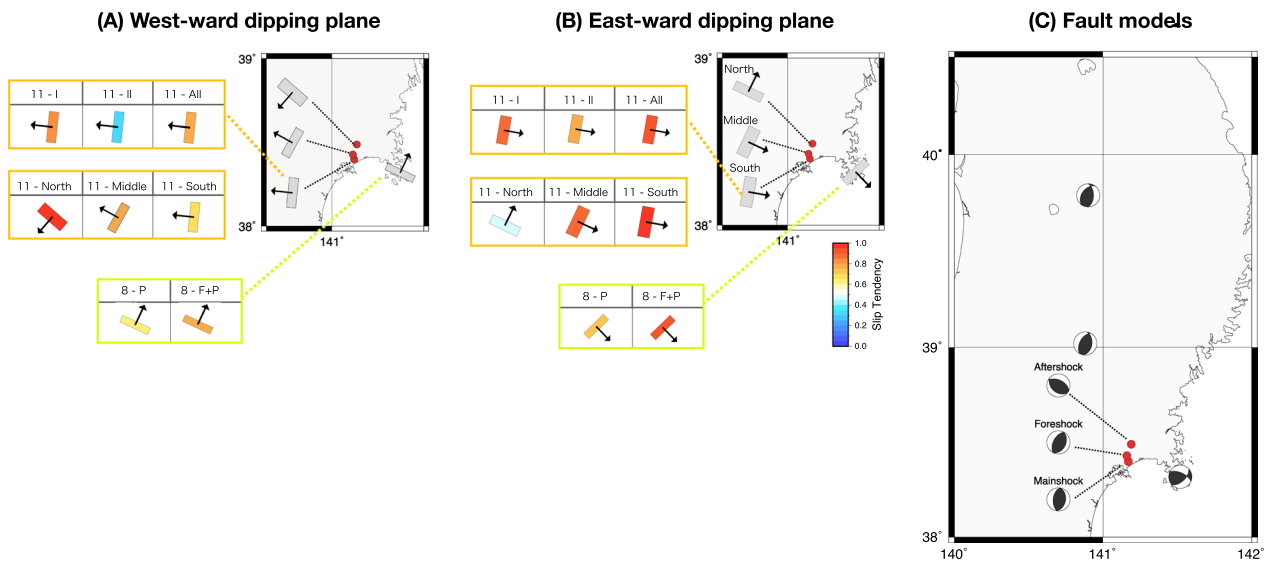 (A) West-ward dipping plane
(B) East-ward dipping plane
(C) Fault models
11 - I 11 - II 11 - All
11 - North 11 - Middle 11 - South
8 - P 8 - F+P
39°
38°
141°
11 - I 11 - II 11 - All
11 - North 11 - Middle 11 - South
8 - P 8 - F+P
39°
North
Middle
South
38°
141°
1.0
0.8
0.6
0.4
0.2
0.0
Slip Tendency
40°
39°
Aftershock
Foreshock
Mainshock
38°
140° 141° 142°